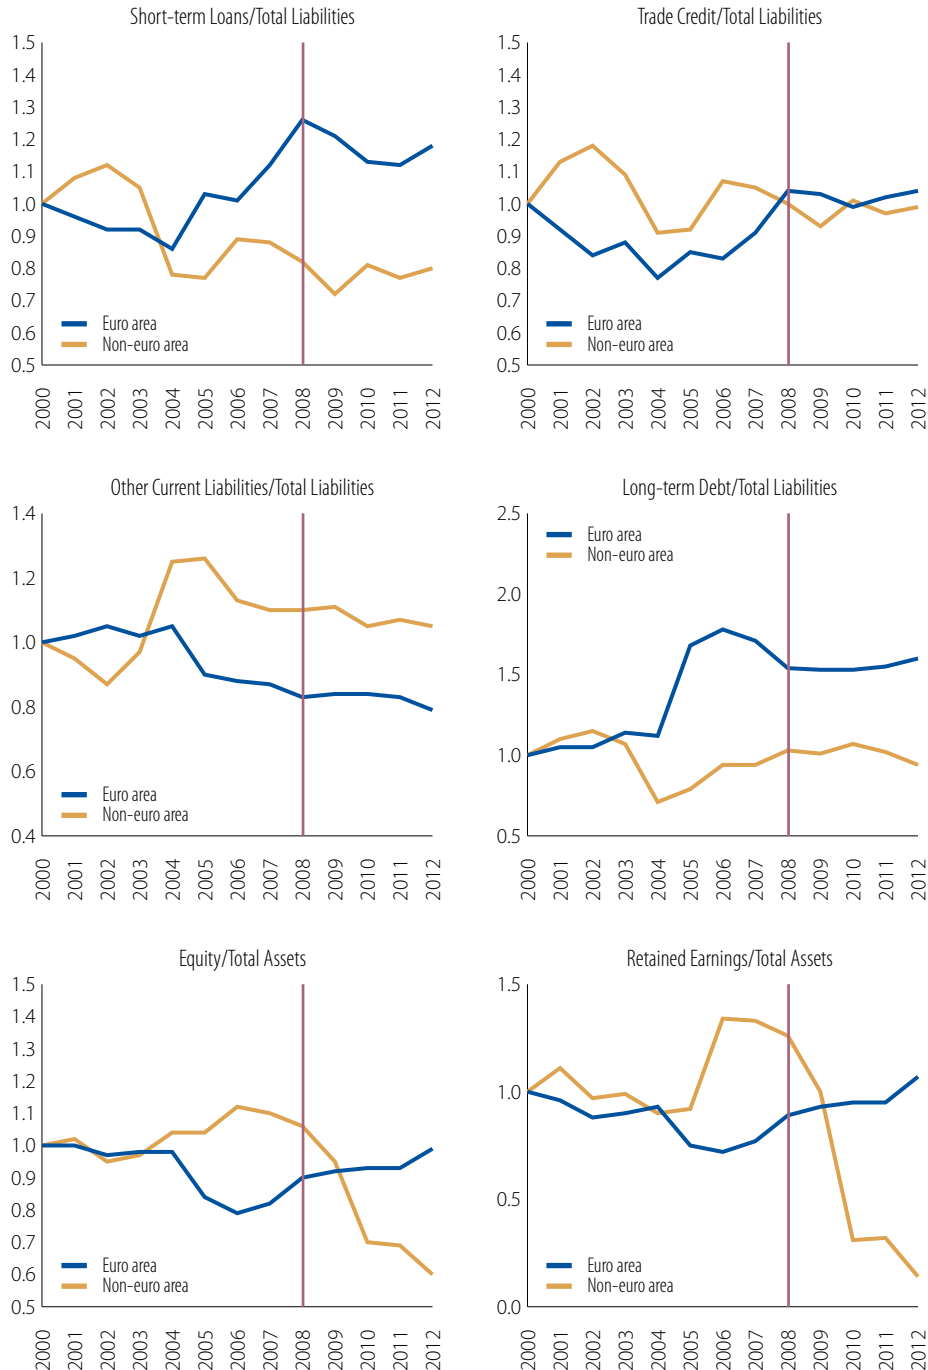 Short-term Loans/Total Liabilities
1.5
1.4
1.3
1.2
1.1
1.0
0.9
0.8
0.7
0.6
0.5
Euro area
Non-euro area
2000 2001 2002 2003 2004 2005 2006 2007 2008 2009 2010 2011 2012
Trade Credit/Total Liabilities
1.5
1.4
1.3
1.2
1.1
1.0
0.9
0.8
0.7
0.6
0.5
Euro area
Non-euro area
2000 2001 2002 2003 2004 2005 2006 2007 2008 2009 2010 2011 2012
Other Current Liabilities/Total Liabilities
1.4
1.2
1.0
0.8
0.6
0.4
Euro area
Non-euro area
2000 2001 2002 2003 2004 2005 2006 2007 2008 2009 2010 2011 2012
Long-term Debt/Total Liabilities
2.5
2.0
1.5
1.0
0.5
Euro area
Non-euro area
2000 2001 2002 2003 2004 2005 2006 2007 2008 2009 2010 2011 2012
Equity/Total Assets
1.5
1.4
1.3
1.2
1.1
1.0
0.9
0.8
0.7
0.6
0.5
Euro area
Non-euro area
2000 2001 2002 2003 2004 2005 2006 2007 2008 2009 2010 2011 2012
Retained Earnings/Total Assets
1.5
1.0
0.5
0.0
Euro area
Non-euro area
2000 2001 2002 2003 2004 2005 2006 2007 2008 2009 2010 2011 2012